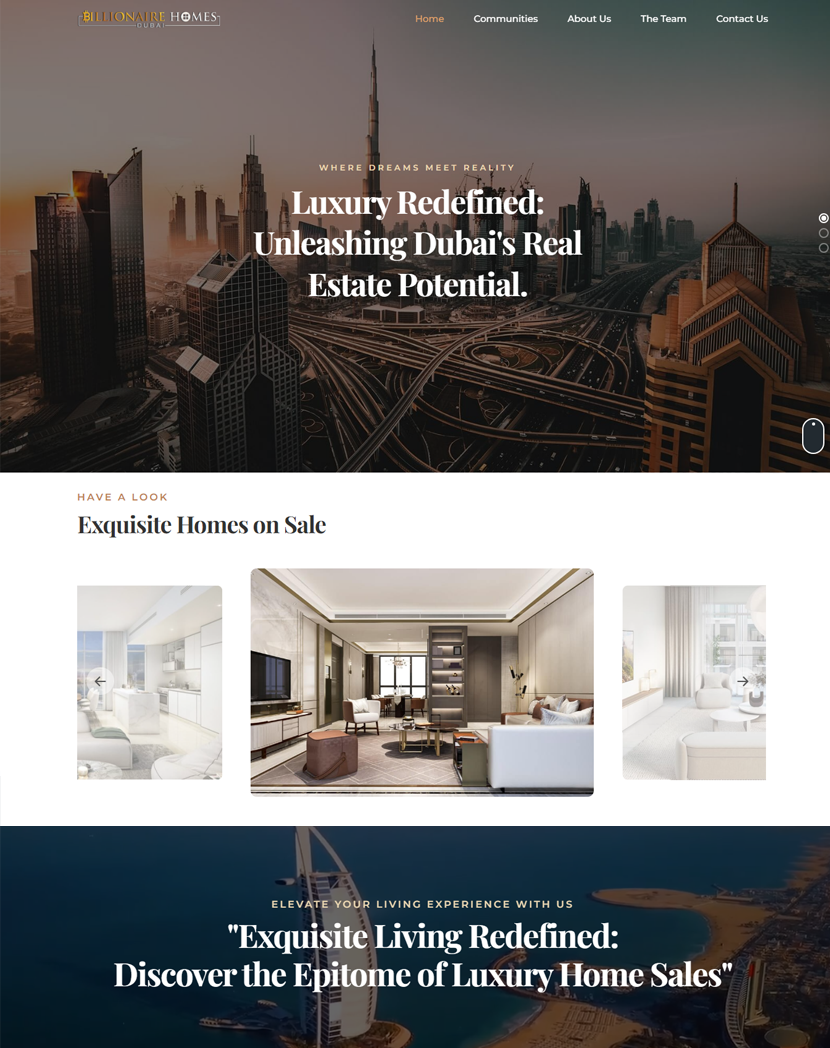 BILLIONAIRE HOMES
DUBAI
Home Communities About Us The Team Contact Us
WHERE DREAMS MEET REALITY
Luxury Redefined:
Unleashing Dubai's Real
Estate Potential.
HAVE A LOOK
Exquisite Homes on Sale
ELEVATE YOUR LIVING EXPERIENCE WITH US
"Exquisite Living Redefined:
Discover the Epitome of Luxury Home Sales"